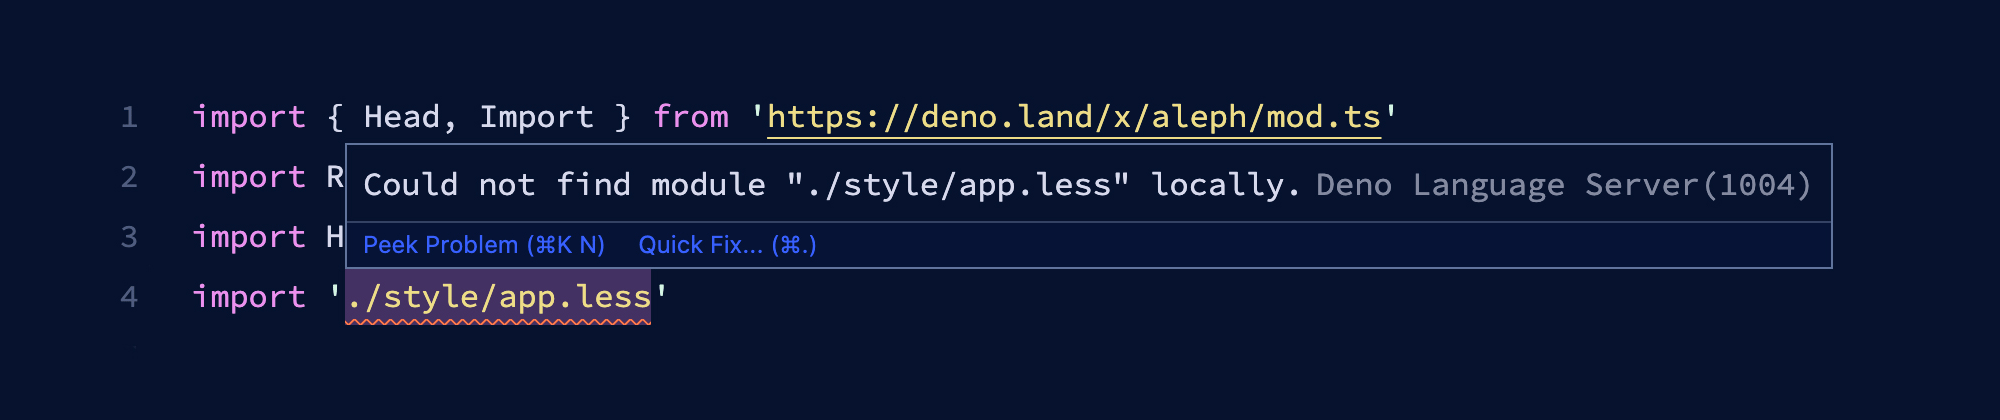 1 import { Head, Import } from 'https://deno.land/x/aleph/mod.ts'
2 import R
Could not find module "./style/app.less" locally. Deno Language Server(1004)
3 import H
Peek Problem (⌘K N) Quick Fix... (⌘.)
4 import './style/app.less'